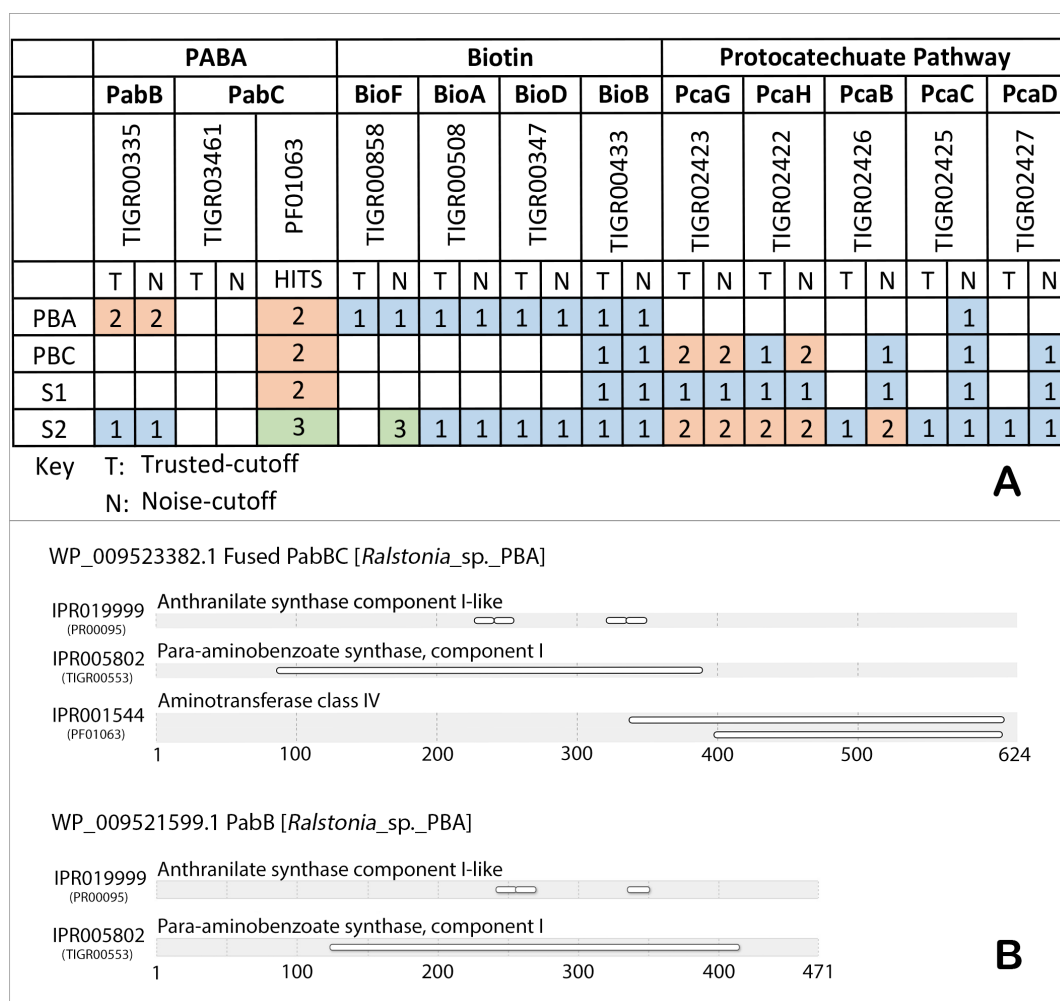 PABA Biotin Protocatechuate Pathway
PabB PabC BioF BioA BioD BioB PcaG PcaH PcaB PcaC PcaD
TIGR00335 TIGR03461 PF01063 TIGR00858 TIGR00508 TIGR00347 TIGR00433 TIGR02423 TIGR02422 TIGR02426 TIGR02425 TIGR02427
T N T N HITS T N T N T N T N T N T N T N T N T N
PBA 2 2 2 1 1 1 1 1 1 1 1 1
PBC 2 1 1 2 2 1 2 1 1 1
S1 2 1 1 1 1 1 1 1 1 1
S2 1 1 3 3 1 1 1 1 1 1 2 2 2 2 1 2 1 1 1 1
Key T: Trusted-cutoff
N: Noise-cutoff
A
WP_009523382.1 Fused PabBC [Ralstonia_sp._PBA]
Anthranilate synthase component I-like
IPR019999
(PR00095)
Para-aminobenzoate synthase, component I
IPR005802
(TIGR00553)
Aminotransferase class IV
IPR001544
(PF01063)
1 100 200 300 400 500 624
WP_009521599.1 PabB [Ralstonia_sp._PBA]
Anthranilate synthase component I-like
IPR019999
(PR00095)
Para-aminobenzoate synthase, component I
IPR005802
(TIGR00553)
1 100 200 300 400 471
B